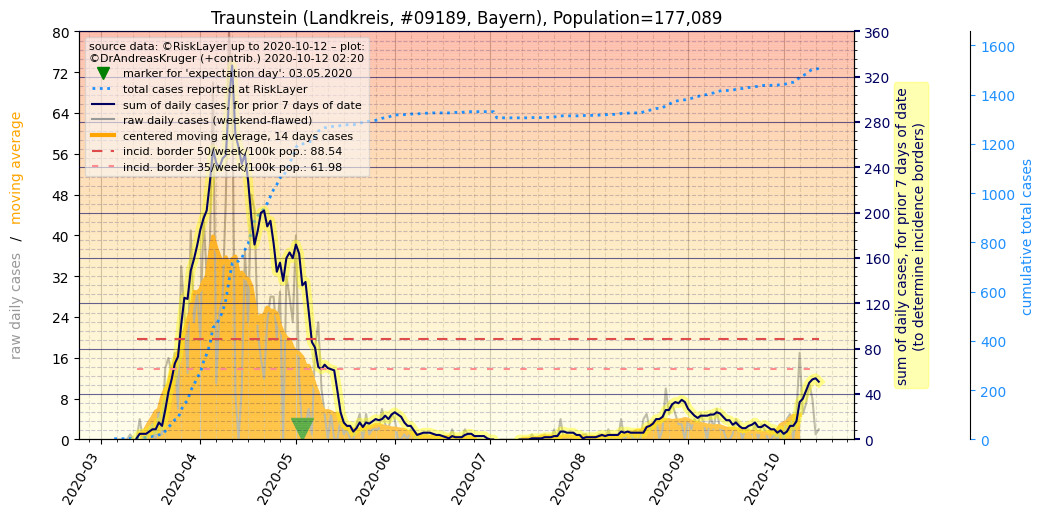 Traunstein (Landkreis, #09189, Bayern), Population=177,089
source data: ©RiskLayer up to 2020-10-12 – plot:
©DrAndreasKruger (+contrib.) 2020-10-12 02:20
marker for 'expectation day': 03.05.2020
total cases reported at RiskLayer
sum of daily cases, for prior 7 days of date
raw daily cases (weekend-flawed)
centered moving average, 14 days cases
incid. border 50/week/100k pop.: 88.54
incid. border 35/week/100k pop.: 61.98
raw daily cases / moving average
80
72
64
56
48
40
32
24
16
8
0
2020-03
2020-04
2020-05
2020-06
2020-07
2020-08
2020-09
2020-10
360
320
280
240
200
160
120
80
40
0
sum of daily cases, for prior 7 days of date
(to determine incidence borders)
1600
1400
1200
1000
800
600
400
200
0
cumulative total cases